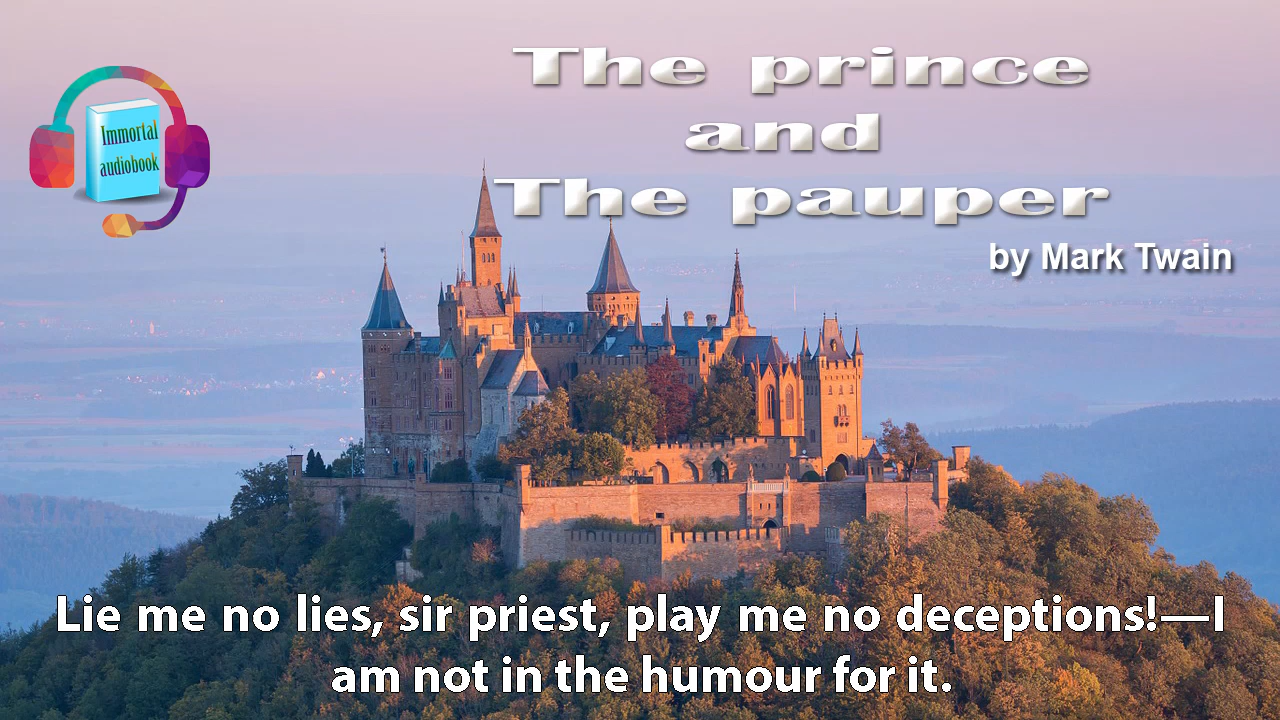 Immortal
audiobook
The prince
and
The pauper
by Mark Twain
Lie me no lies, sir priest, play me no deceptions!—I
am not in the humour for it.